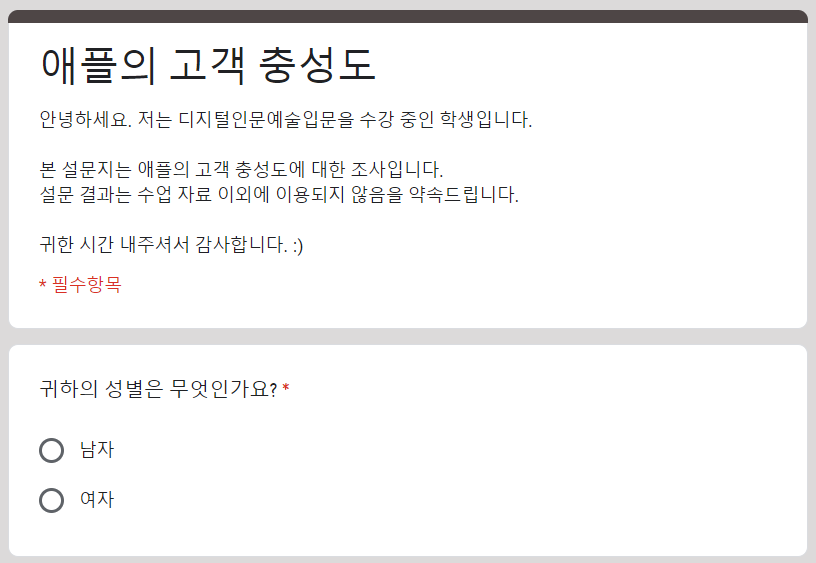 애플의 고객 충성도
안녕하세요. 저는 디지털인문예술입문을 수강 중인 학생입니다.
본 설문지는 애플의 고객 충성도에 대한 조사입니다.
설문 결과는 수업 자료 이외에 이용되지 않음을 약속드립니다.
귀한 시간 내주셔서 감사합니다. :)
* 필수항목
귀하의 성별은 무엇인가요? *
남자
여자